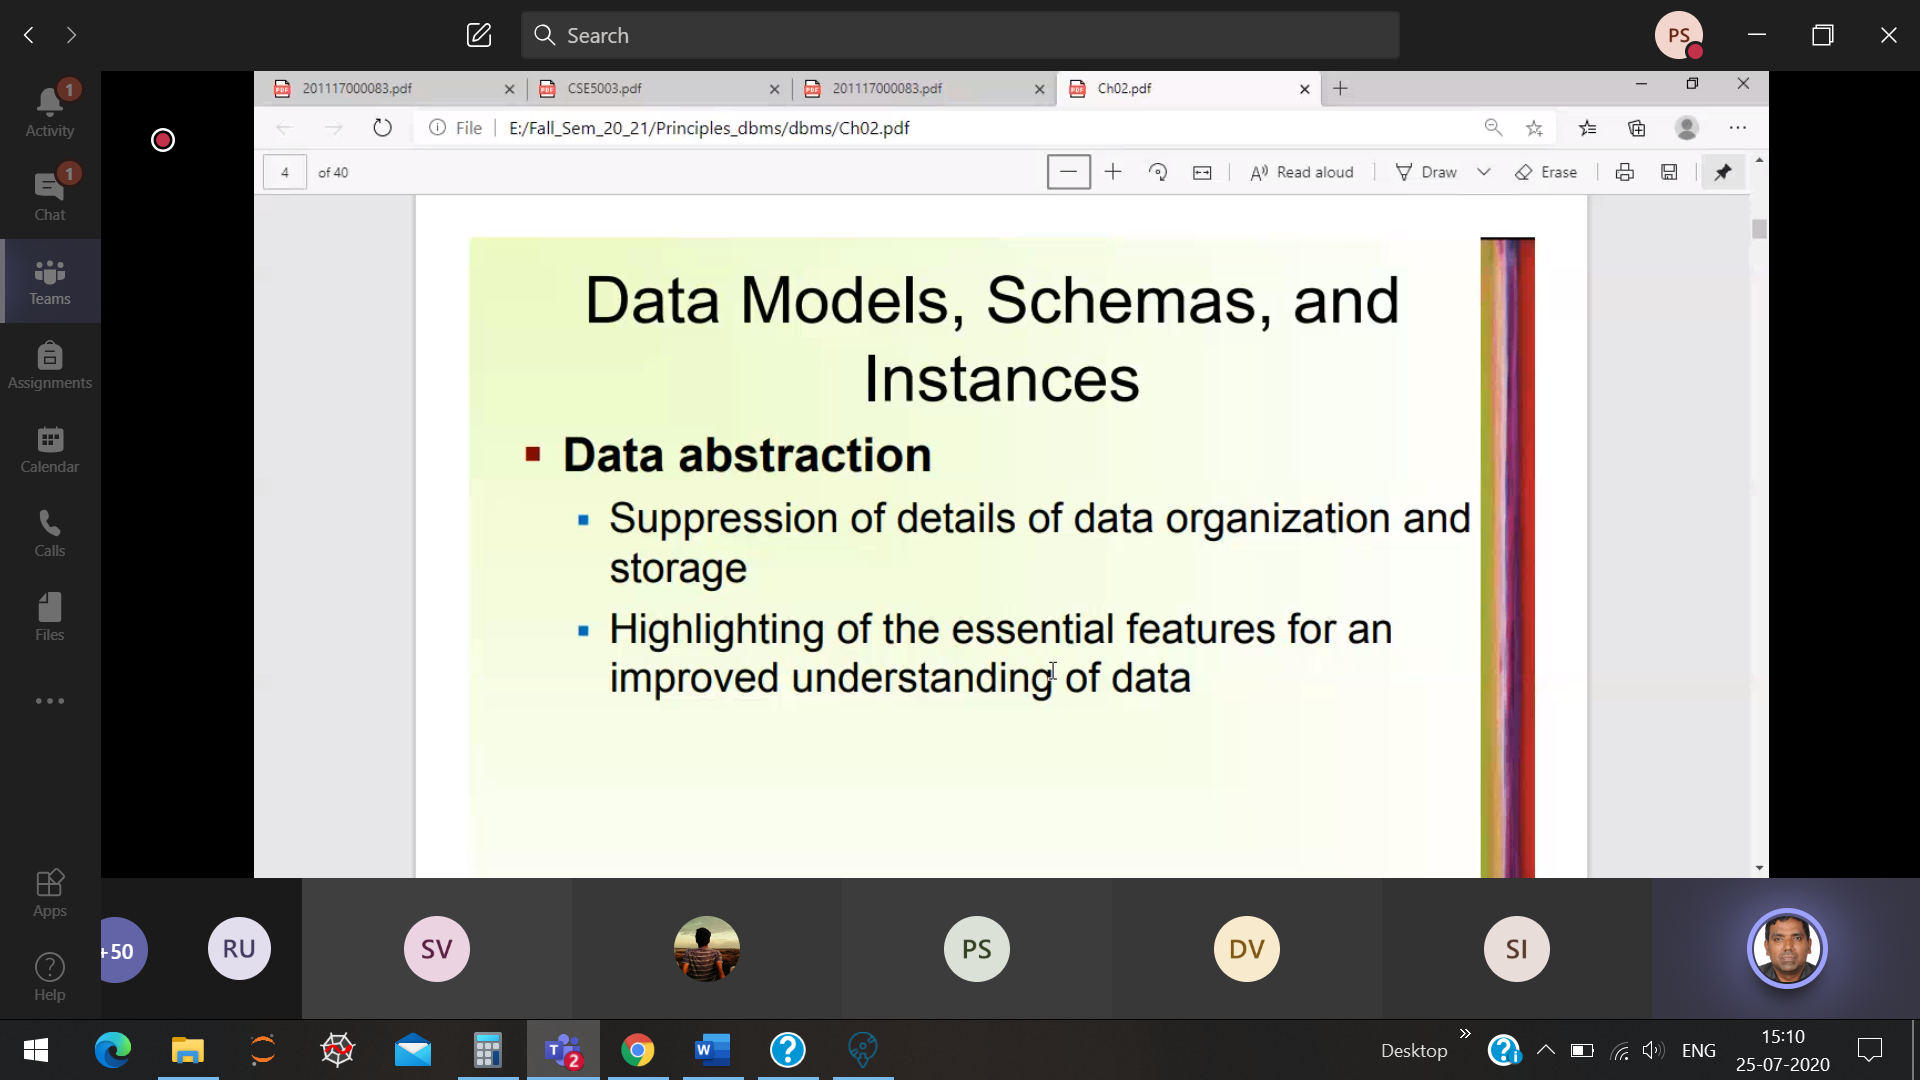 Search
PS
1
Activity
1
Chat
Teams
Assignments
Calendar
Calls
Files
Apps
Help
201117000083.pdf
CSE5003.pdf
201117000083.pdf
Ch02.pdf
File
E:/Fall_Sem_20_21/Principles_dbms/dbms/Ch02.pdf
4 of 40
Read aloud
Draw
Erase
Data Models, Schemas, and
Instances
Data abstraction
Suppression of details of data organization and
storage
Highlighting of the essential features for an
improved understanding of data
+50
RU
SV
PS
DV
SI
2
Desktop
ENG
15:10
25-07-2020